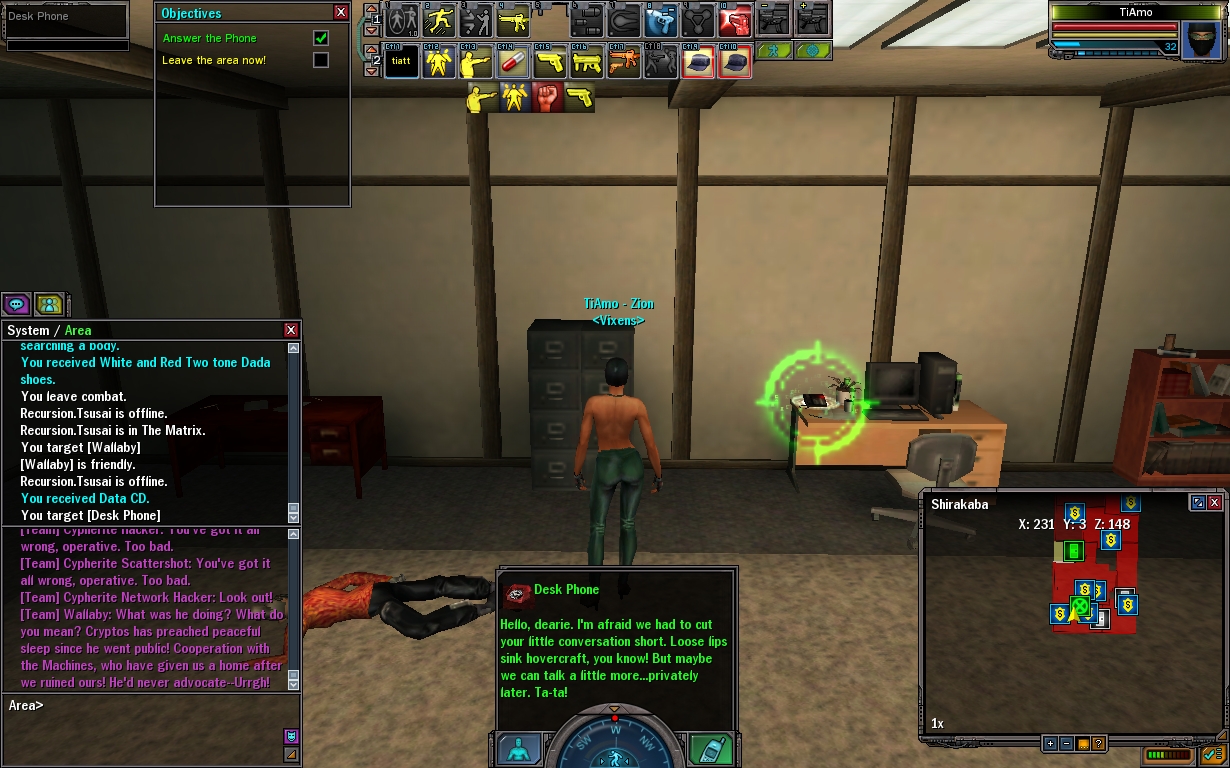 Desk Phone
Objectives
Answer the Phone
Leave the area now!
1
2
TiAmo
32
TiAmo - Zion
<Vixens>
System / Area
searching a body.
You received White and Red Two tone Dada
shoes.
You leave combat.
Recursion.Tsusai is offline.
Recursion.Tsusai is in The Matrix.
You target [Wallaby]
[Wallaby] is friendly.
Recursion.Tsusai is offline.
You received Data CD.
You target [Desk Phone]
[Team] Cypherite Hacker: You've got it all
wrong, operative. Too bad.
[Team] Cypherite Scattershot: You've got it
all wrong, operative. Too bad.
[Team] Cypherite Network Hacker: Look out!
[Team] Wallaby: What was he doing? What do
you mean? Cryptos has preached peaceful
sleep since he went public! Cooperation with
the Machines, who have given us a home after
we ruined ours! He'd never advocate--Urrgh!
Area>
Desk Phone
Hello, dearie. I'm afraid we had to cut
your little conversation short. Loose lips
sink hovercraft, you know! But maybe
we can talk a little more...privately
later. Ta-ta!
SW W NW
Shirakaba
X: 231 Y: 3 Z: 148
1x